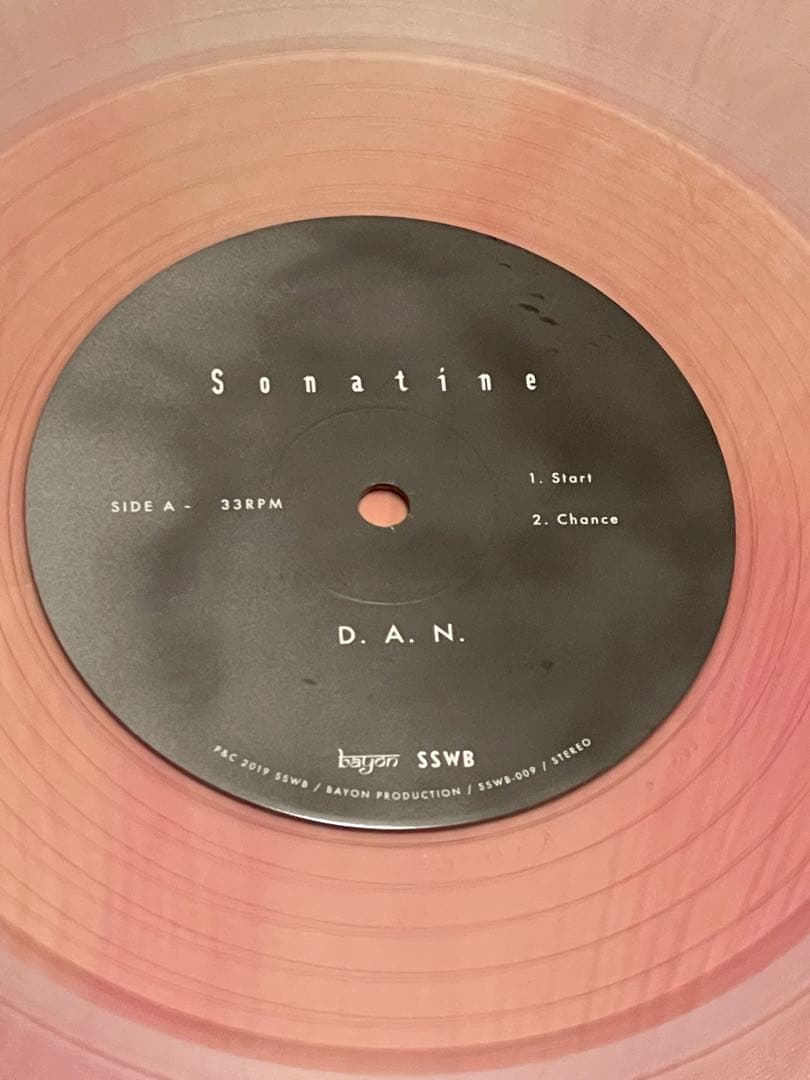 Sonatine
SIDE A - 33RPM
1. Start
2. Chance
D. A. N.
bayon SSWB
P&C 2019 SSWB / BAYON PRODUCTION / SSWB-009 / STEREO